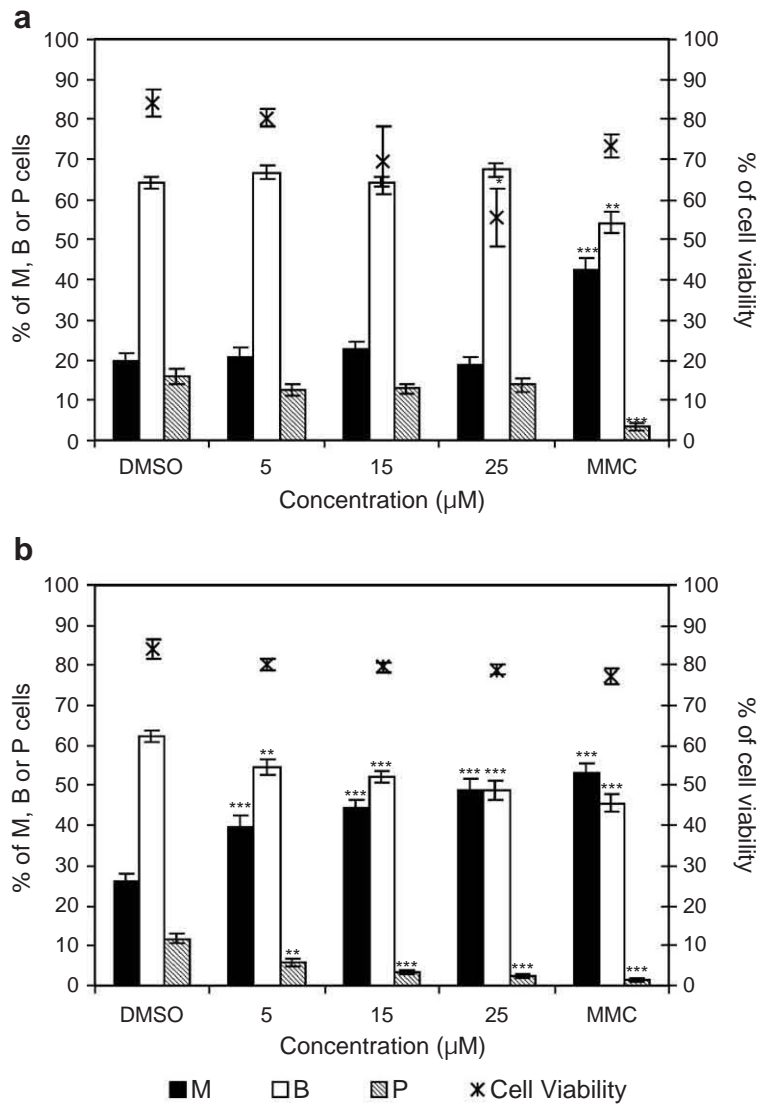 a
% of M, B or P cells
% of cell viability
100 100
90 90
80 80
70 70
60 60
50 50
40 40
30 30
20 20
10 10
0 0
*
***
**
***
DMSO 5 15 25 MMC
Concentration (µM)
b
% of M, B or P cells
% of cell viability
100 100
90 90
80 80
70 70
60 60
50 50
40 40
30 30
20 20
10 10
0 0
*** ** **
*** *** ***
*** *** ***
*** *** ***
DMSO 5 15 25 MMC
Concentration (µM)
M B P Cell Viability